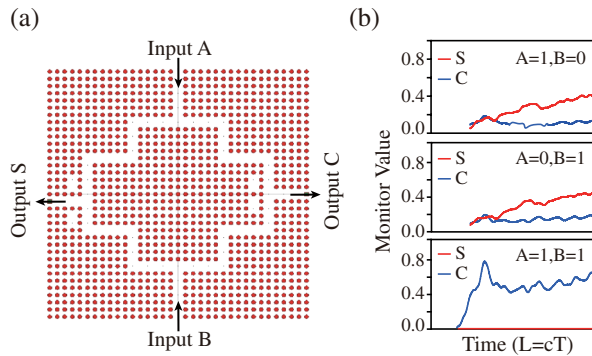 (a)
Input A
Output S
Output C
Input B
(b)
Monitor Value
0.8
0.4
0.0
S
C
A=1,B=0
0.8
0.4
0.0
S
C
A=0,B=1
0.8
0.4
0.0
S
C
A=1,B=1
Time (L=cT)